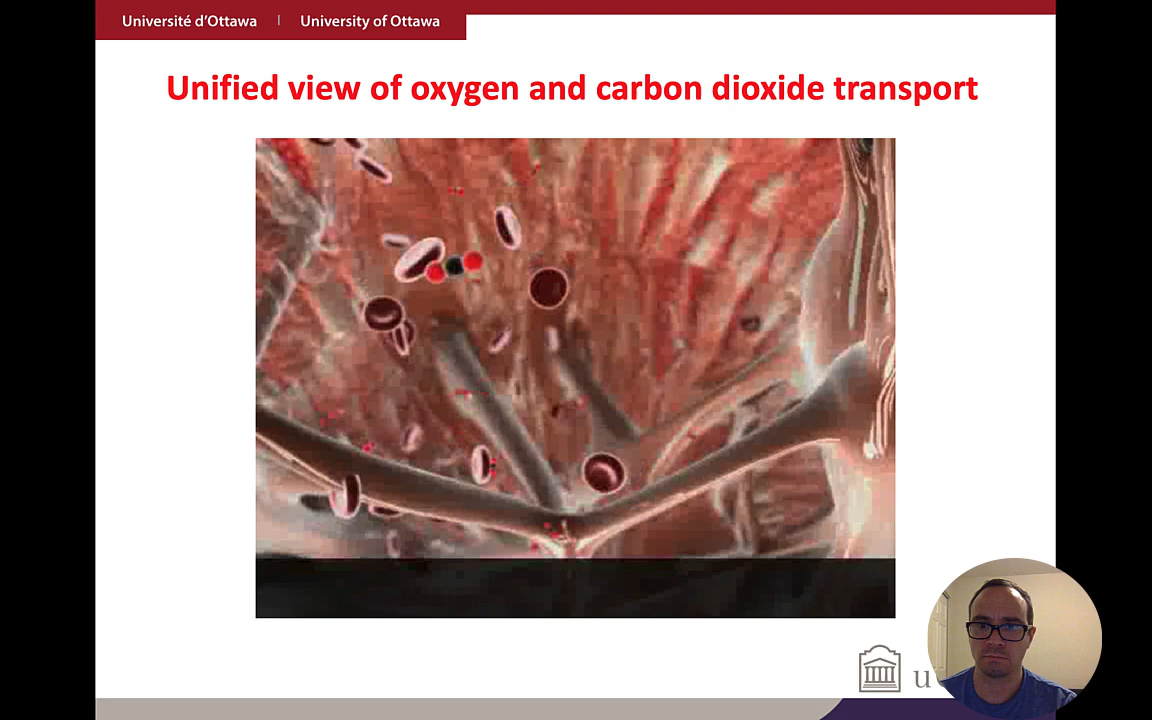 Université d'Ottawa | University of Ottawa
Unified view of oxygen and carbon dioxide transport